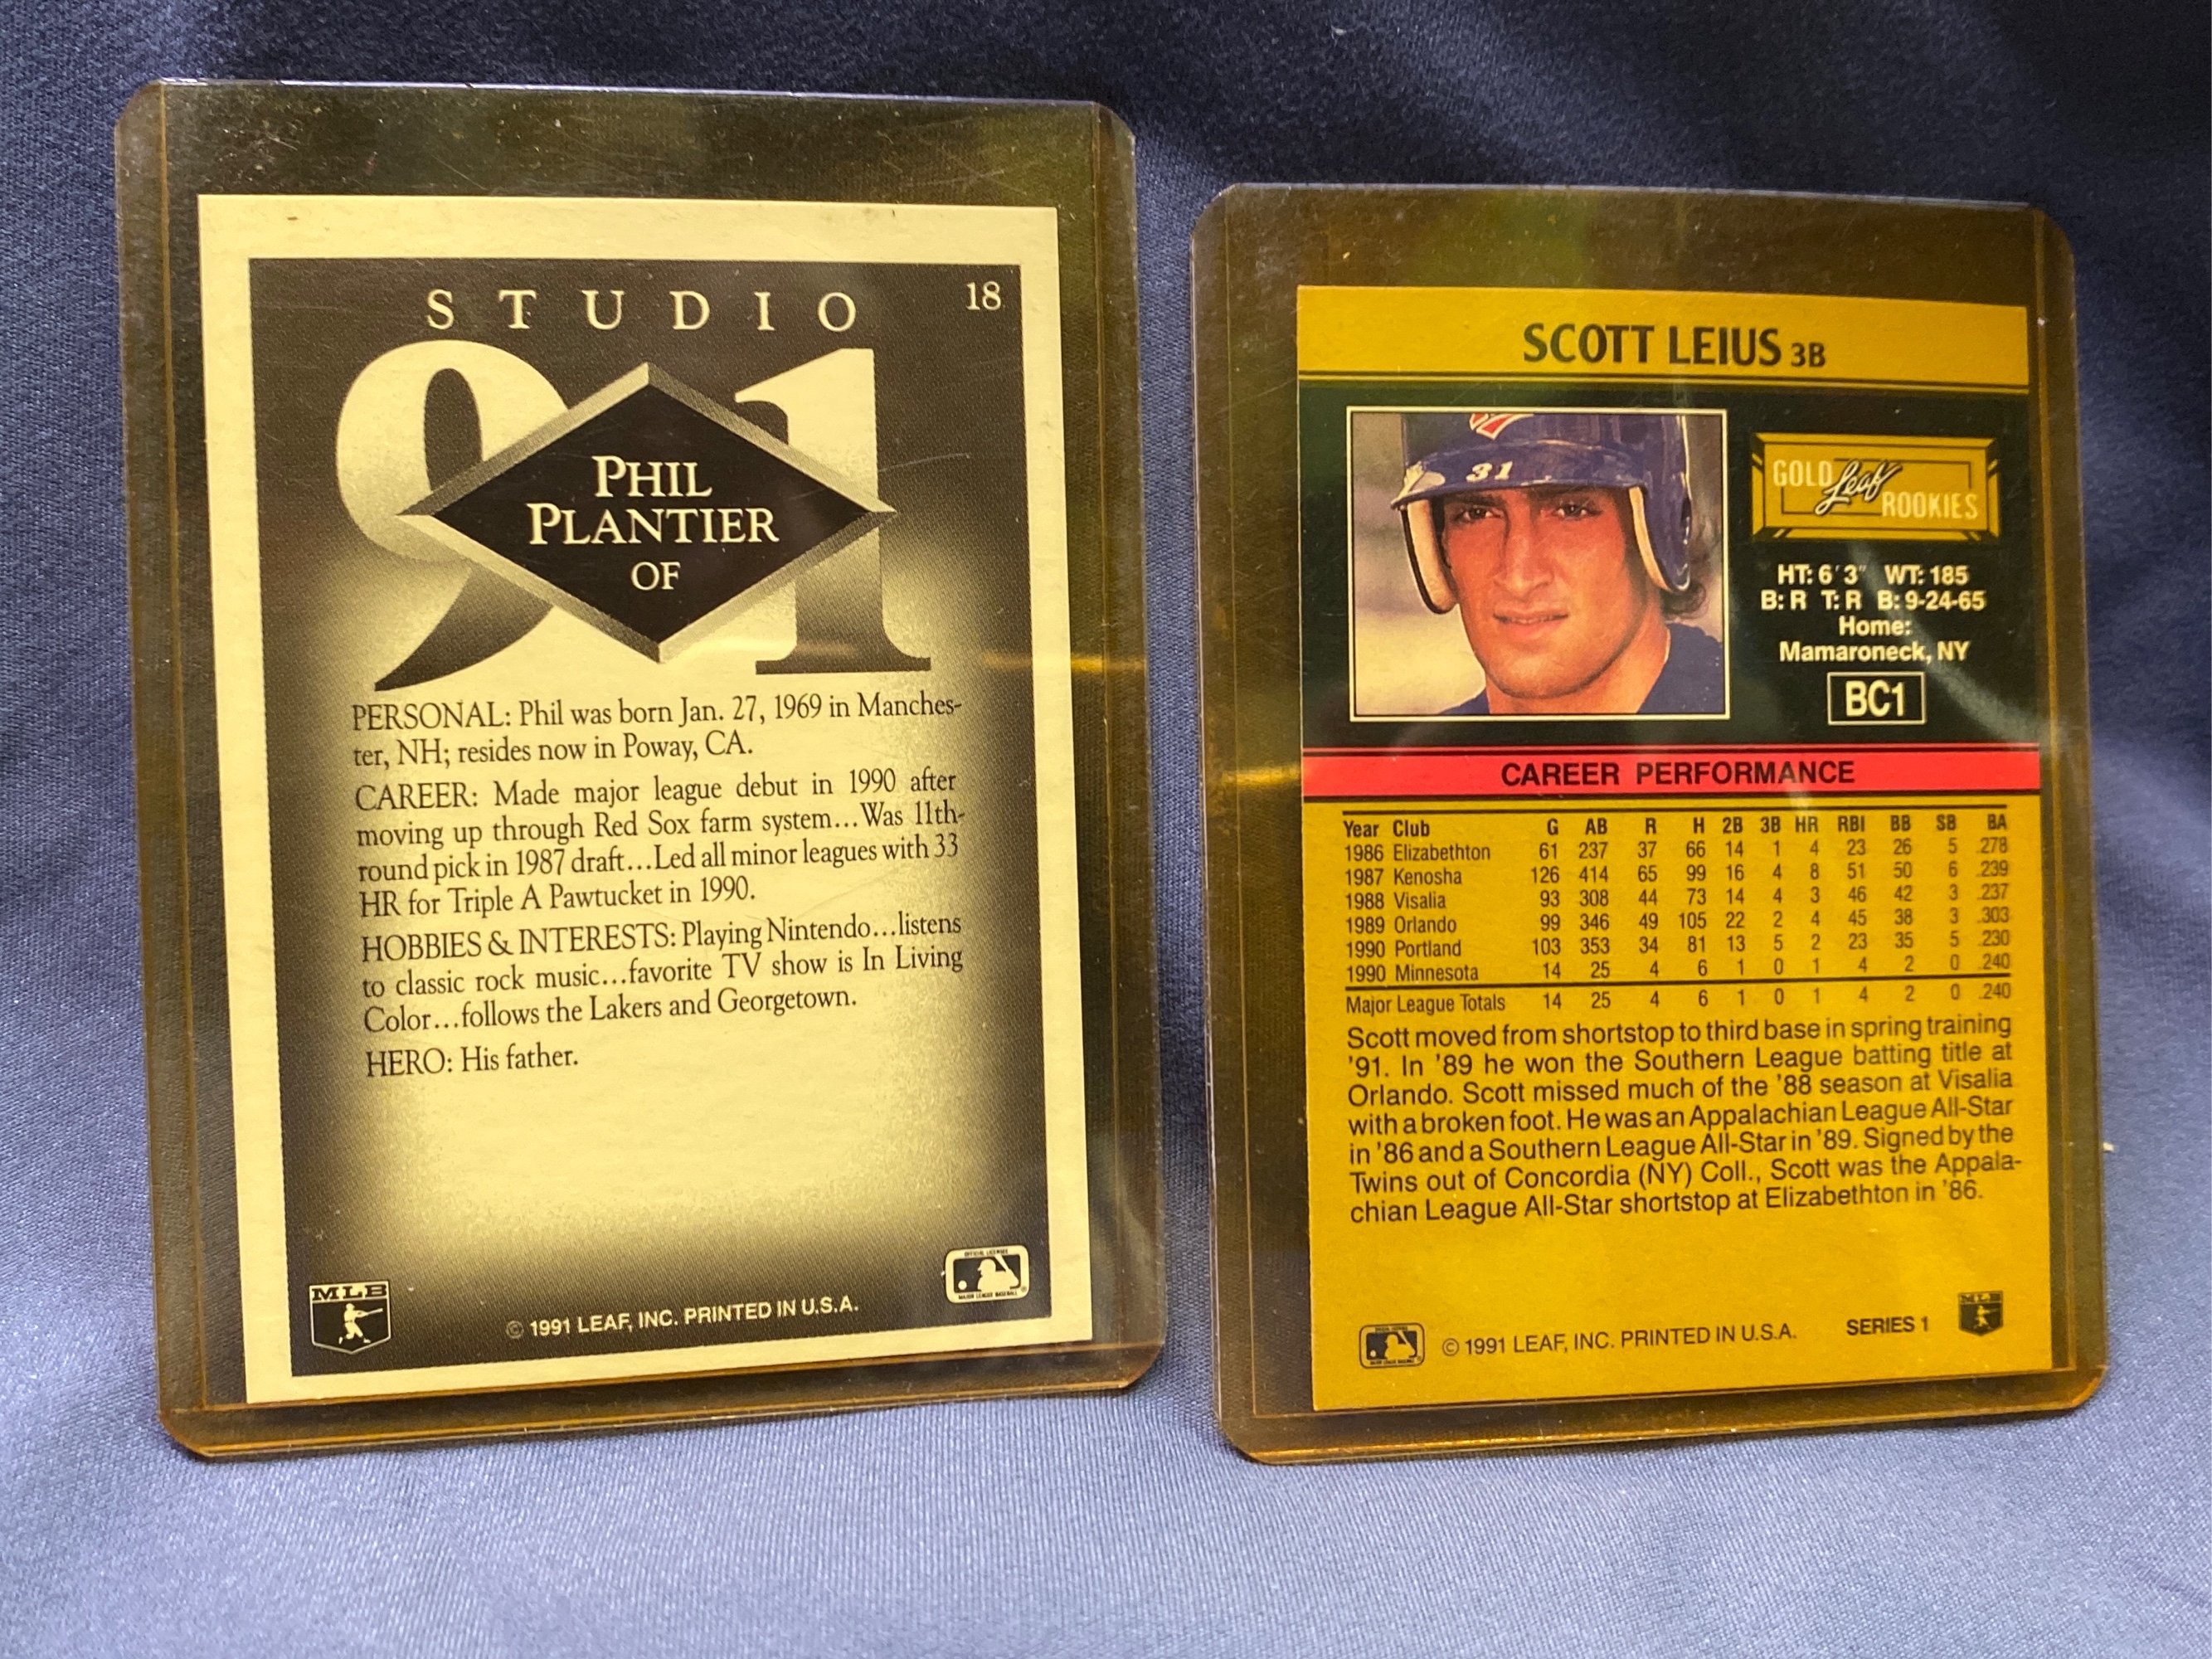 STUDIO 18
91
PHIL
PLANTIER
OF
PERSONAL: Phil was born Jan. 27, 1969 in Manches-
ter, NH; resides now in Poway, CA.
CAREER: Made major league debut in 1990 after
moving up through Red Sox farm system...Was 11th-
round pick in 1987 draft...Led all minor leagues with 33
HR for Triple A Pawtucket in 1990.
HOBBIES & INTERESTS: Playing Nintendo...listens
to classic rock music...favorite TV show is In Living
Color...follows the Lakers and Georgetown.
HERO: His father.
MLB
© 1991 LEAF, INC. PRINTED IN U.S.A.
SCOTT LEIUS 3B
31
GOLD Leaf ROOKIES
HT: 6'3" WT: 185
B: R T: R B: 9-24-65
Home:
Mamaroneck, NY
BC1
CAREER PERFORMANCE
Year Club G AB R H 2B 3B HR RBI BB SB BA
1986 Elizabethton 61 237 37 66 14 1 4 23 26 5 .278
1987 Kenosha 126 414 65 99 16 4 8 51 50 6 .239
1988 Visalia 93 308 44 73 14 4 3 46 42 3 .237
1989 Orlando 99 346 49 105 22 2 4 45 38 3 .303
1990 Portland 103 353 34 81 13 5 2 23 35 5 .230
1990 Minnesota 14 25 4 6 1 0 1 4 2 0 .240
Major League Totals 14 25 4 6 1 0 1 4 2 0 .240
Scott moved from shortstop to third base in spring training
'91. In '89 he won the Southern League batting title at
Orlando. Scott missed much of the '88 season at Visalia
with a broken foot. He was an Appalachian League All-Star
in '86 and a Southern League All-Star in '89. Signed by the
Twins out of Concordia (NY) Coll., Scott was the Appala-
chian League All-Star shortstop at Elizabethton in '86.
© 1991 LEAF, INC. PRINTED IN U.S.A. SERIES 1
MLB